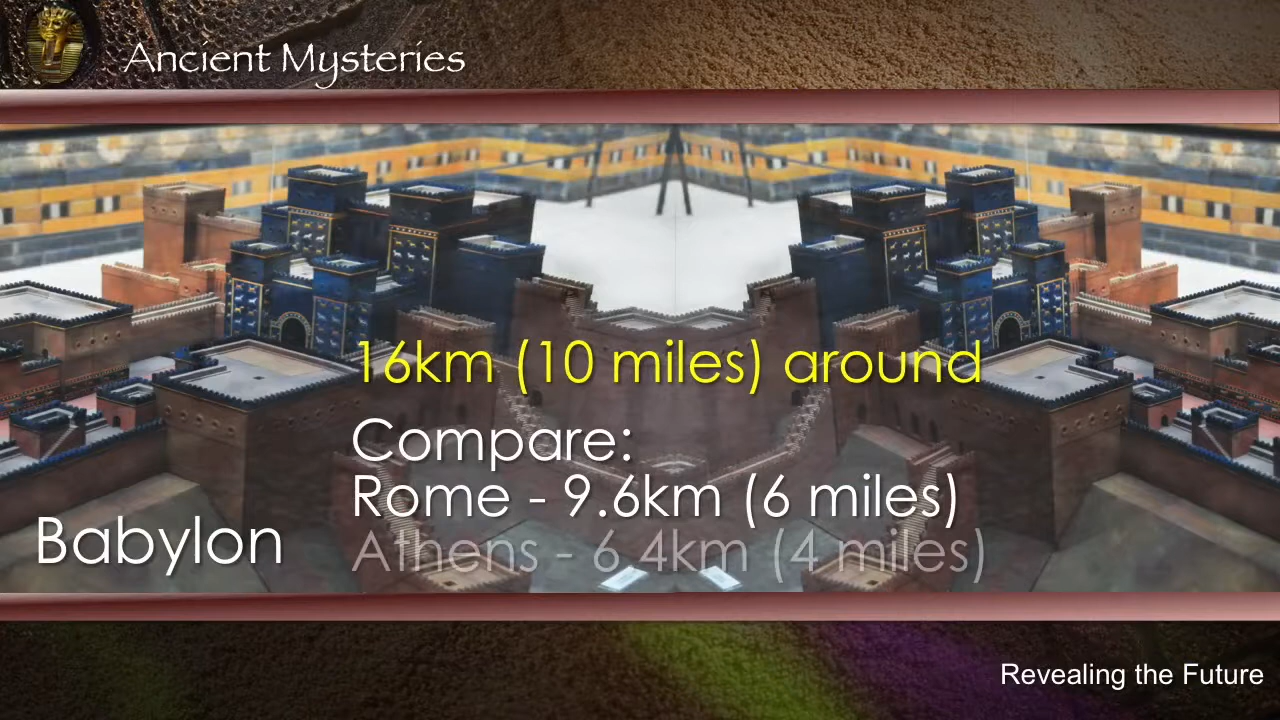 Ancient Mysteries
16km (10 miles) around
Compare:
Rome - 9.6km (6 miles)
Athens - 6.4km (4 miles)
Babylon
Revealing the Future